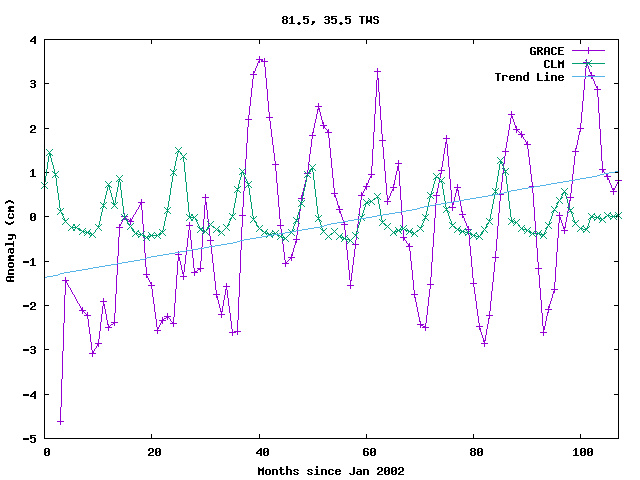 81.5, 35.5 TWS
GRACE
CLM
Trend Line
4
3
2
1
0
-1
-2
-3
-4
-5
Anomaly (cm)
0 20 40 60 80 100
Months since Jan 2002